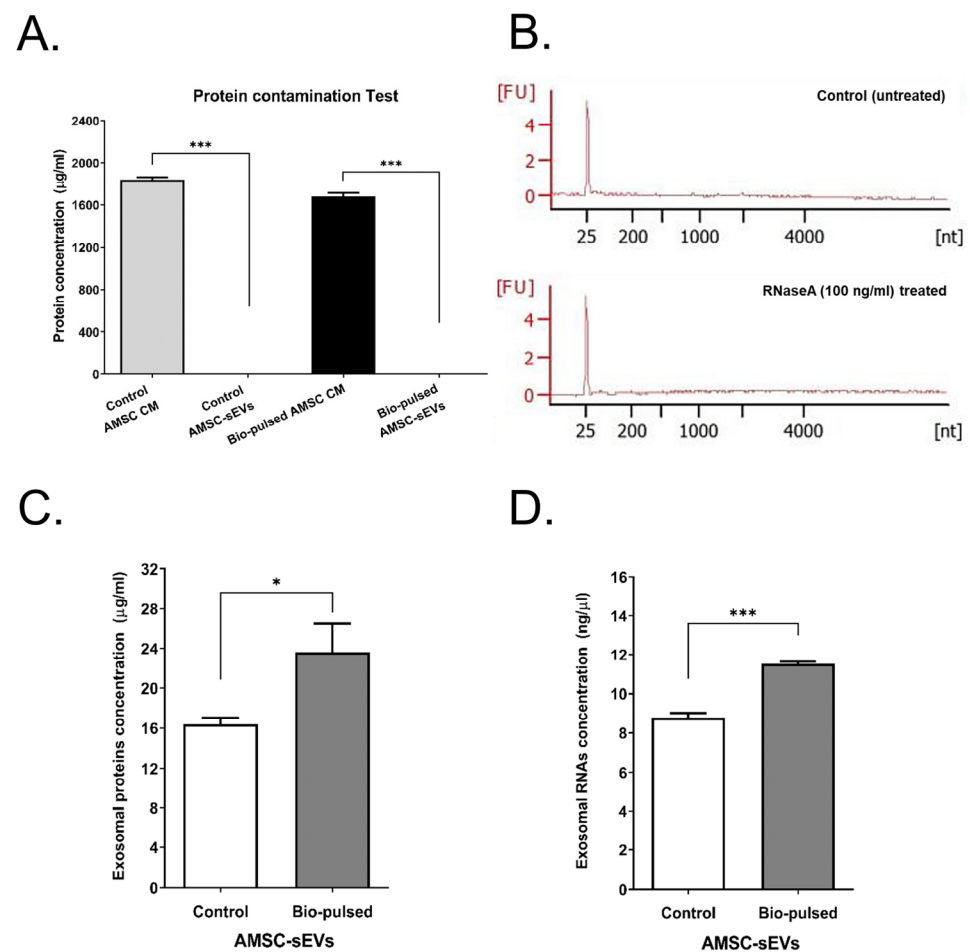 A.
Protein contamination Test
Protein concentration (μg/ml)
2400
2000
1600
1200
800
400
0
***
***
Control
AMSC CM
Control
AMSC-sEVs
Bio-pulsed AMSC CM
Bio-pulsed
AMSC-sEVs
B.
[FU]
Control (untreated)
4
2
0
25 200 1000 4000 [nt]
[FU]
RNaseA (100 ng/ml) treated
4
2
0
25 200 1000 4000 [nt]
C.
Exosomal proteins concentration (μg/ml)
32
28
24
20
16
12
8
4
0
*
Control Bio-pulsed
AMSC-sEVs
D.
Exosomal RNAs concentration (ng/μl)
16
14
12
10
8
6
4
2
0
***
Control Bio-pulsed
AMSC-sEVs